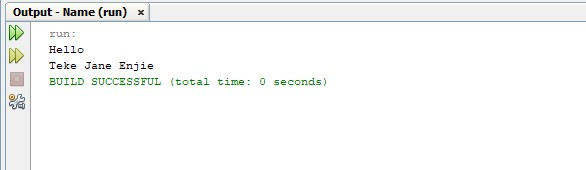 Output - Name (run) ×
run:
Hello
Teke Jane Enjie
BUILD SUCCESSFUL (total time: 0 seconds)